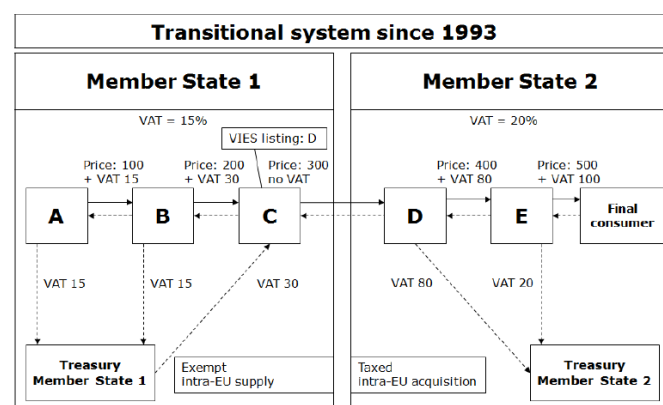 Transitional system since 1993
Member State 1
Member State 2
VAT = 15%
VAT = 20%
VIES listing: D
Price: 100
+ VAT 15
Price: 200
+ VAT 30
Price: 300
no VAT
Price: 400
+ VAT 80
Price: 500
+ VAT 100
A
B
C
D
E
Final
consumer
VAT 15
VAT 15
VAT 30
VAT 80
VAT 20
Treasury
Member State 1
Exempt
intra-EU supply
Taxed
intra-EU acquisition
Treasury
Member State 2